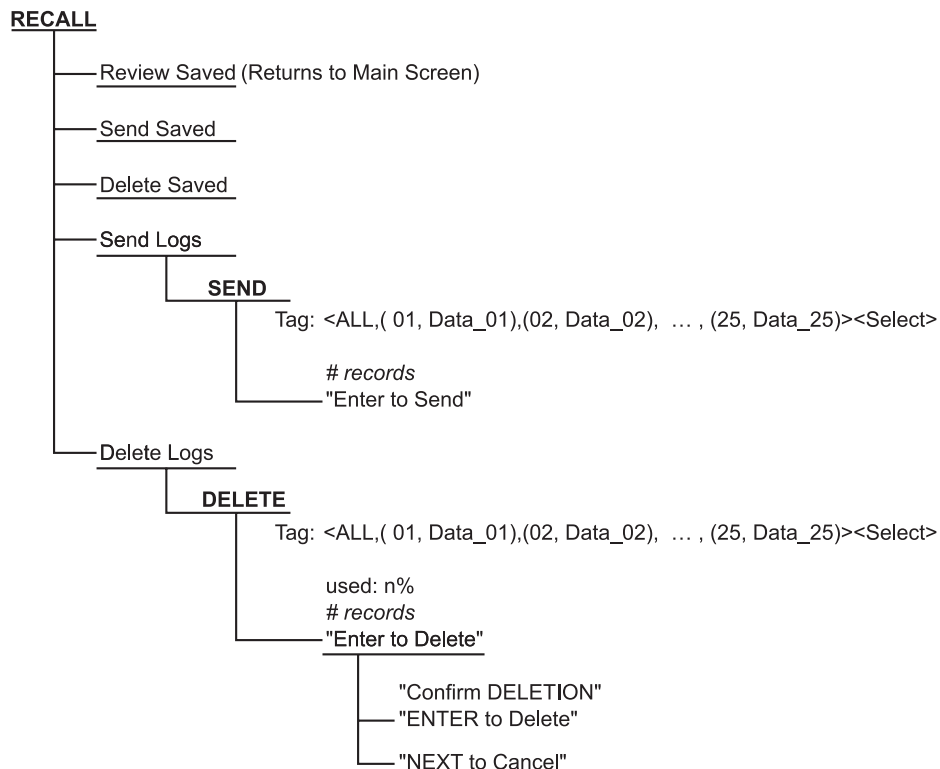 RECALL
Review Saved (Returns to Main Screen)
Send Saved
Delete Saved
Send Logs
SEND
Tag: <ALL,( 01, Data_01),(02, Data_02), … , (25, Data_25)><Select>
# records
"Enter to Send"
Delete Logs
DELETE
Tag: <ALL,( 01, Data_01),(02, Data_02), … , (25, Data_25)><Select>
used: n%
# records
"Enter to Delete"
"Confirm DELETION"
"ENTER to Delete"
"NEXT to Cancel"